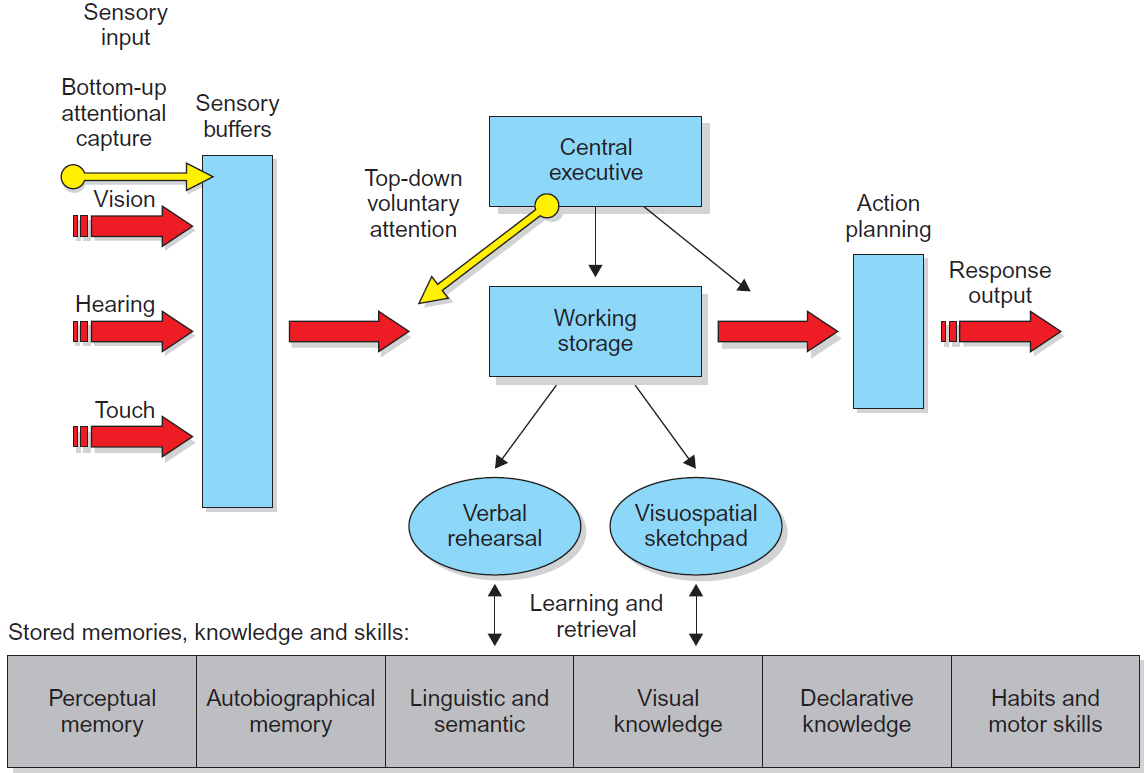 Sensory
input
Bottom-up
attentional
capture
Sensory
buffers
Vision
Hearing
Touch
Top-down
voluntary
attention
Central
executive
Working
storage
Action
planning
Response
output
Verbal
rehearsal
Visuospatial
sketchpad
Learning and
retrieval
Stored memories, knowledge and skills:
Perceptual
memory
Autobiographical
memory
Linguistic and
semantic
Visual
knowledge
Declarative
knowledge
Habits and
motor skills